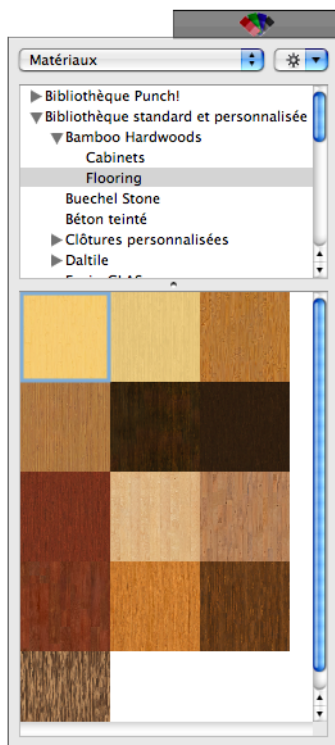 Matériaux
Bibliothèque Punch!
Bibliothèque standard et personnalisée
Bamboo Hardwoods
Cabinets
Flooring
Buechel Stone
Béton teinté
Clôtures personnalisées
Daltile